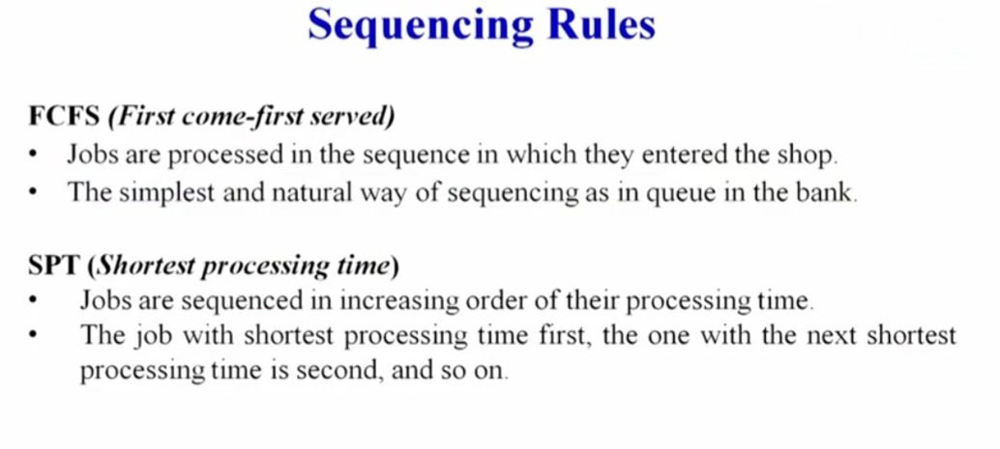 Sequencing Rules
FCFS (First come-first served)
• Jobs are processed in the sequence in which they entered the shop.
• The simplest and natural way of sequencing as in queue in the bank.
SPT (Shortest processing time)
• Jobs are sequenced in increasing order of their processing time.
• The job with shortest processing time first, the one with the next shortest
processing time is second, and so on.